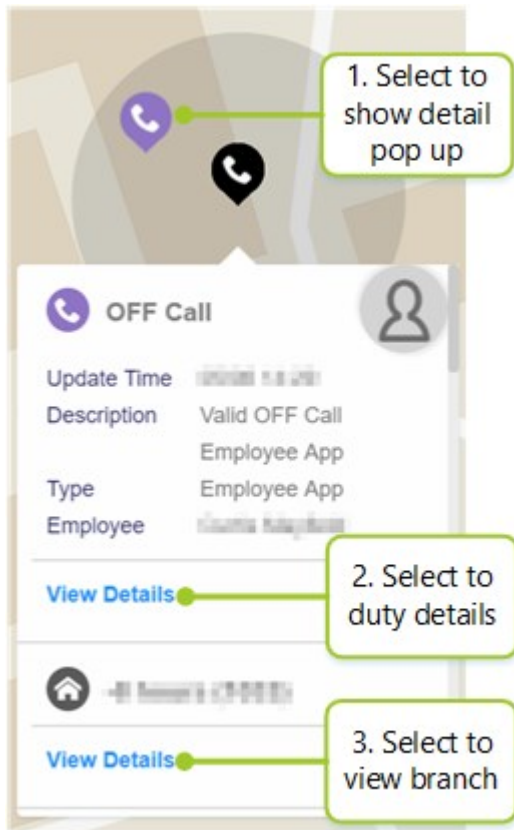 1. Select to
show detail
pop up
OFF Call
Update Time
Description Valid OFF Call
Employee App
Type Employee App
Employee
View Details
2. Select to
duty details
View Details
3. Select to
view branch